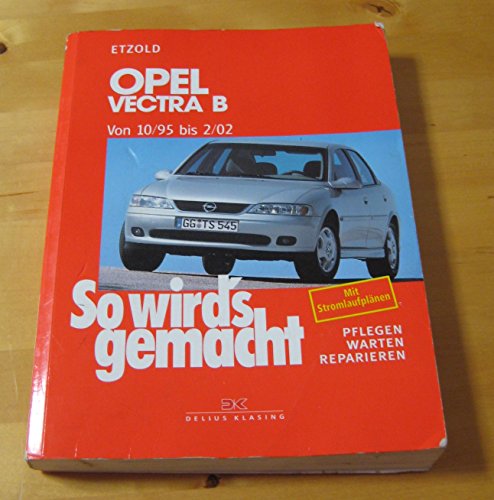 ETZOLD
OPEL
VECTRA B
Von 10/95 bis 2/02
GG TS 545
So wird's
gemacht
Mit
Stromlaufplänen
PFLEGEN
WARTEN
REPARIEREN
DK
DELIUS KLASING